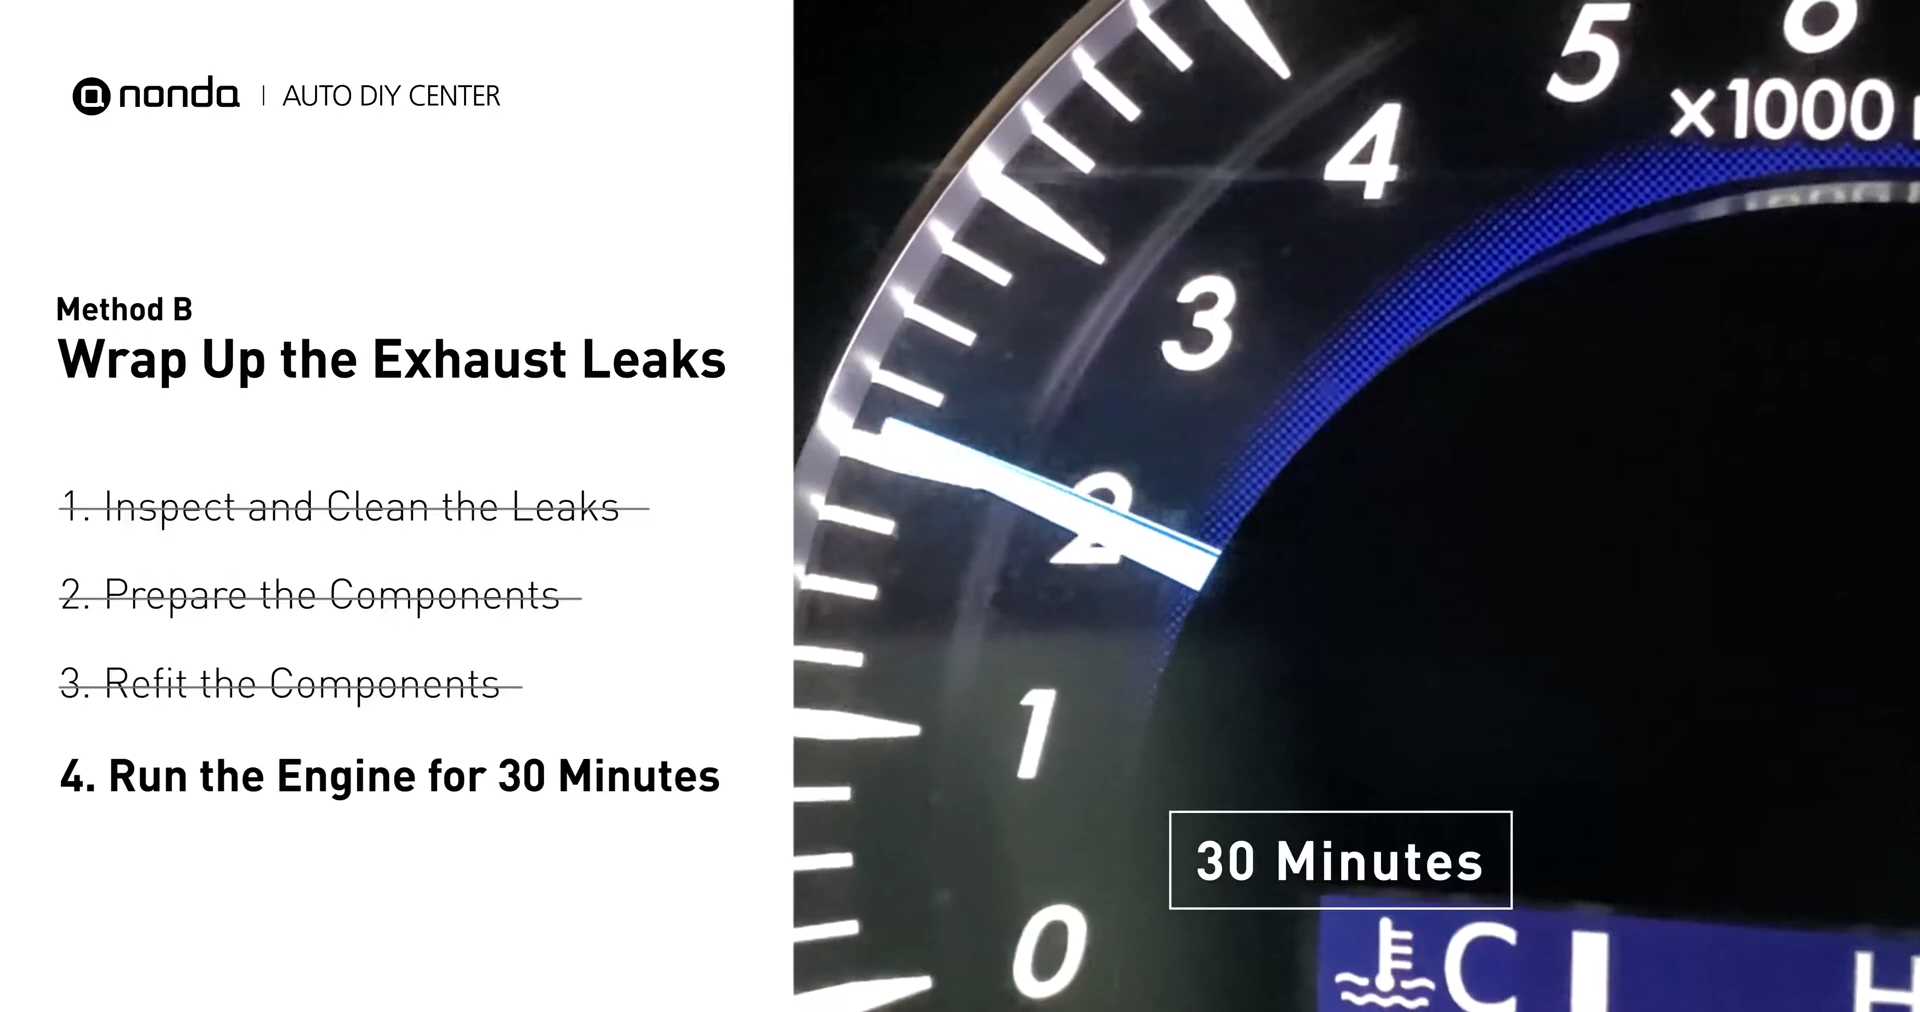 nonda | AUTO DIY CENTER
Method B
Wrap Up the Exhaust Leaks
1. Inspect and Clean the Leaks
2. Prepare the Components
3. Refit the Components
4. Run the Engine for 30 Minutes
5
6
x1000
4
3
2
1
30 Minutes
0
C
H